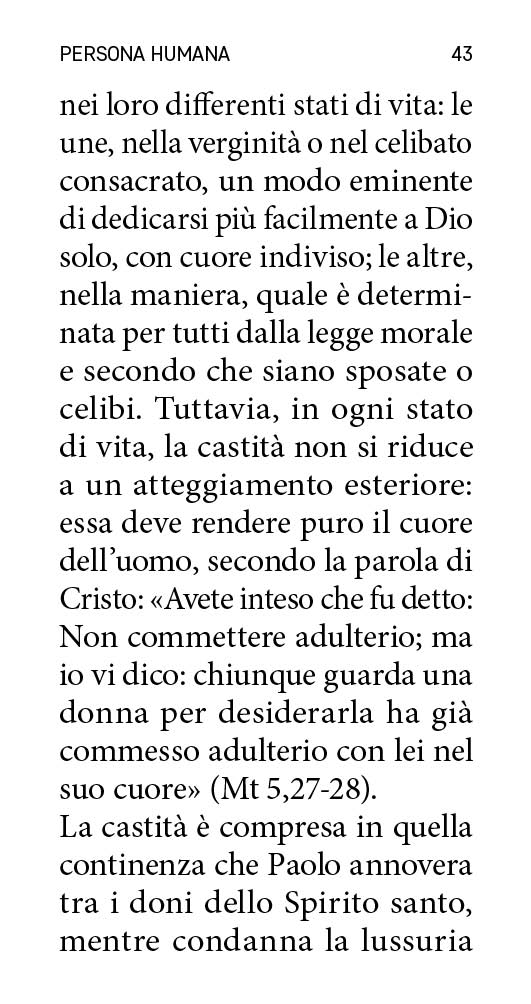 PERSONA HUMANA 43
nei loro differenti stati di vita: le
une, nella verginità o nel celibato
consacrato, un modo eminente
di dedicarsi più facilmente a Dio
solo, con cuore indiviso; le altre,
nella maniera, quale è determi-
nata per tutti dalla legge morale
e secondo che siano sposate o
celibi. Tuttavia, in ogni stato
di vita, la castità non si riduce
a un atteggiamento esteriore:
essa deve rendere puro il cuore
dell’uomo, secondo la parola di
Cristo: «Avete inteso che fu detto:
Non commettere adulterio; ma
io vi dico: chiunque guarda una
donna per desiderarla ha già
commesso adulterio con lei nel
suo cuore» (Mt 5,27-28).
La castità è compresa in quella
continenza che Paolo annovera
tra i doni dello Spirito santo,
mentre condanna la lussuria